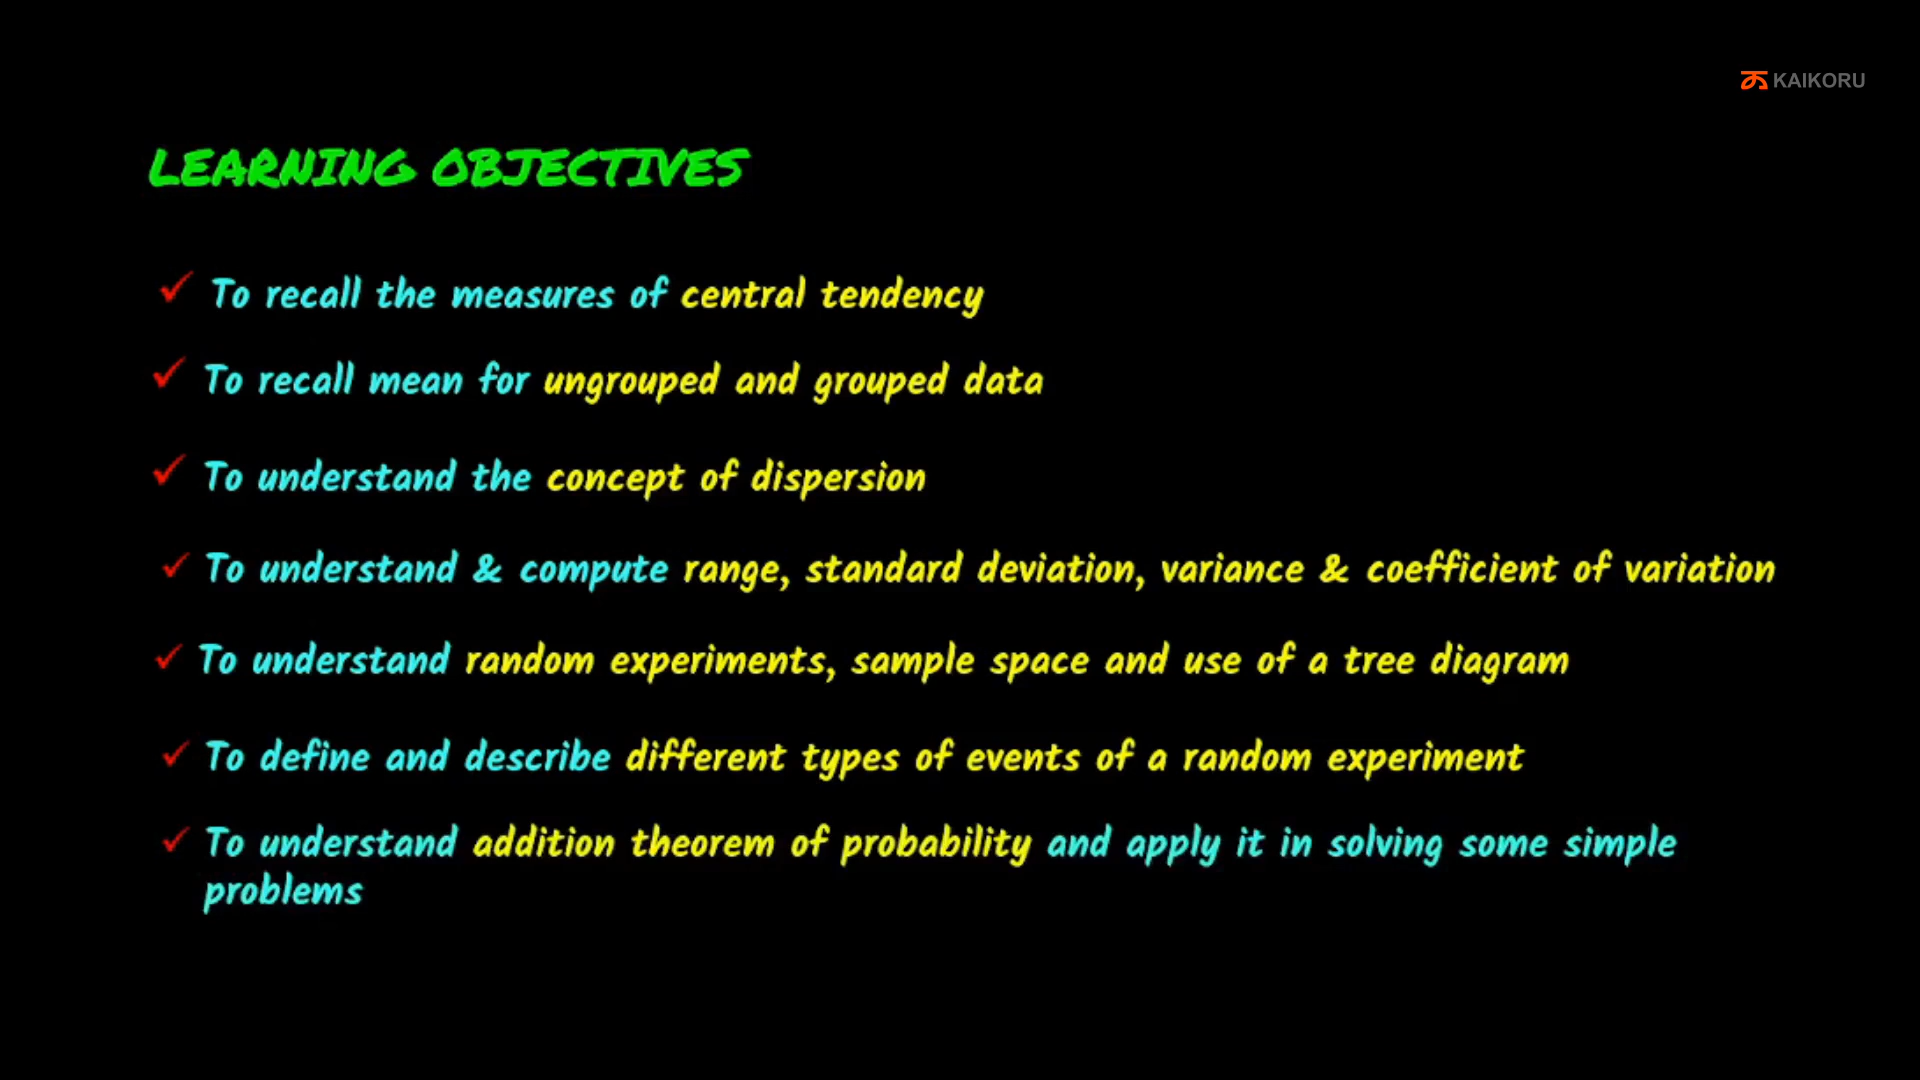 KAIKORU
LEARNING OBJECTIVES
To recall the measures of central tendency
To recall mean for ungrouped and grouped data
To understand the concept of dispersion
To understand & compute range, standard deviation, variance & coefficient of variation
To understand random experiments, sample space and use of a tree diagram
To define and describe different types of events of a random experiment
To understand addition theorem of probability and apply it in solving some simple
problems